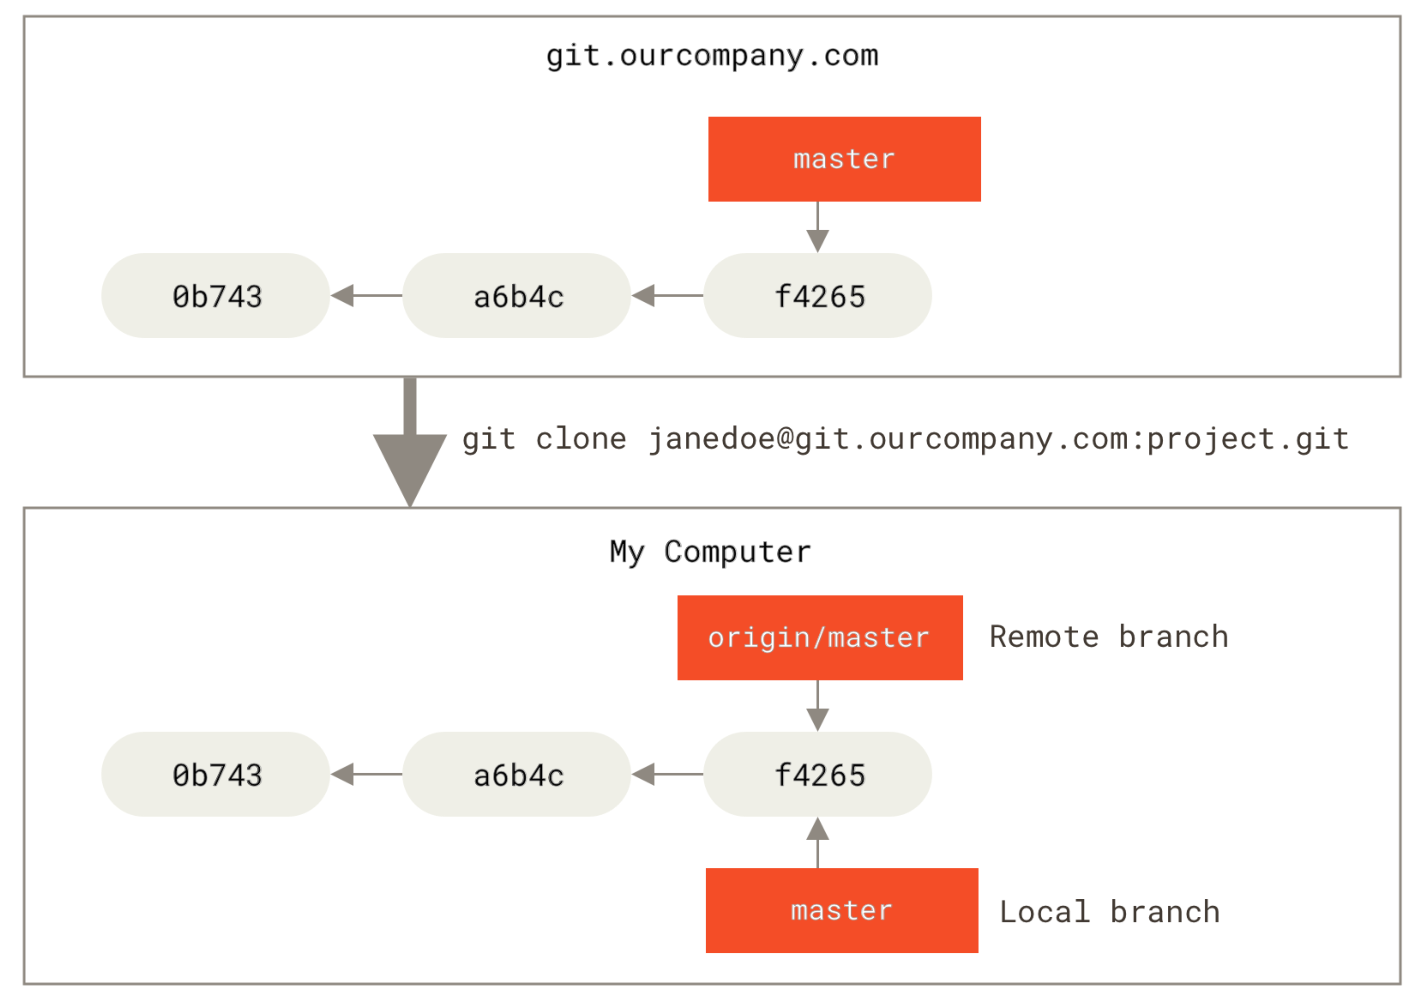 git.ourcompany.com
master
0b743 a6b4c f4265
git clone janedoe@git.ourcompany.com:project.git
My Computer
origin/master Remote branch
0b743 a6b4c f4265
master Local branch